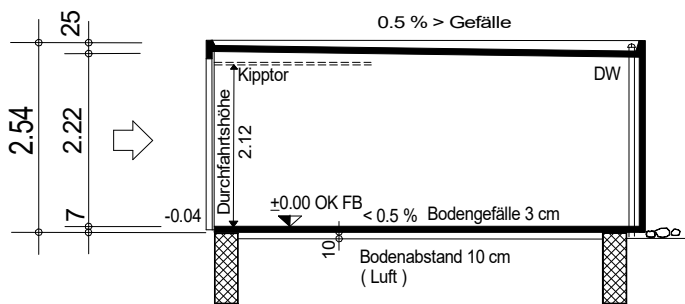 25
0.5 % > Gefälle
Kipptor
DW
2.54
2.22
Durchfahrtshöhe
2.12
7
-0.04
±0.00 OK FB
< 0.5 % Bodengefälle 3 cm
10
Bodenabstand 10 cm
( Luft )